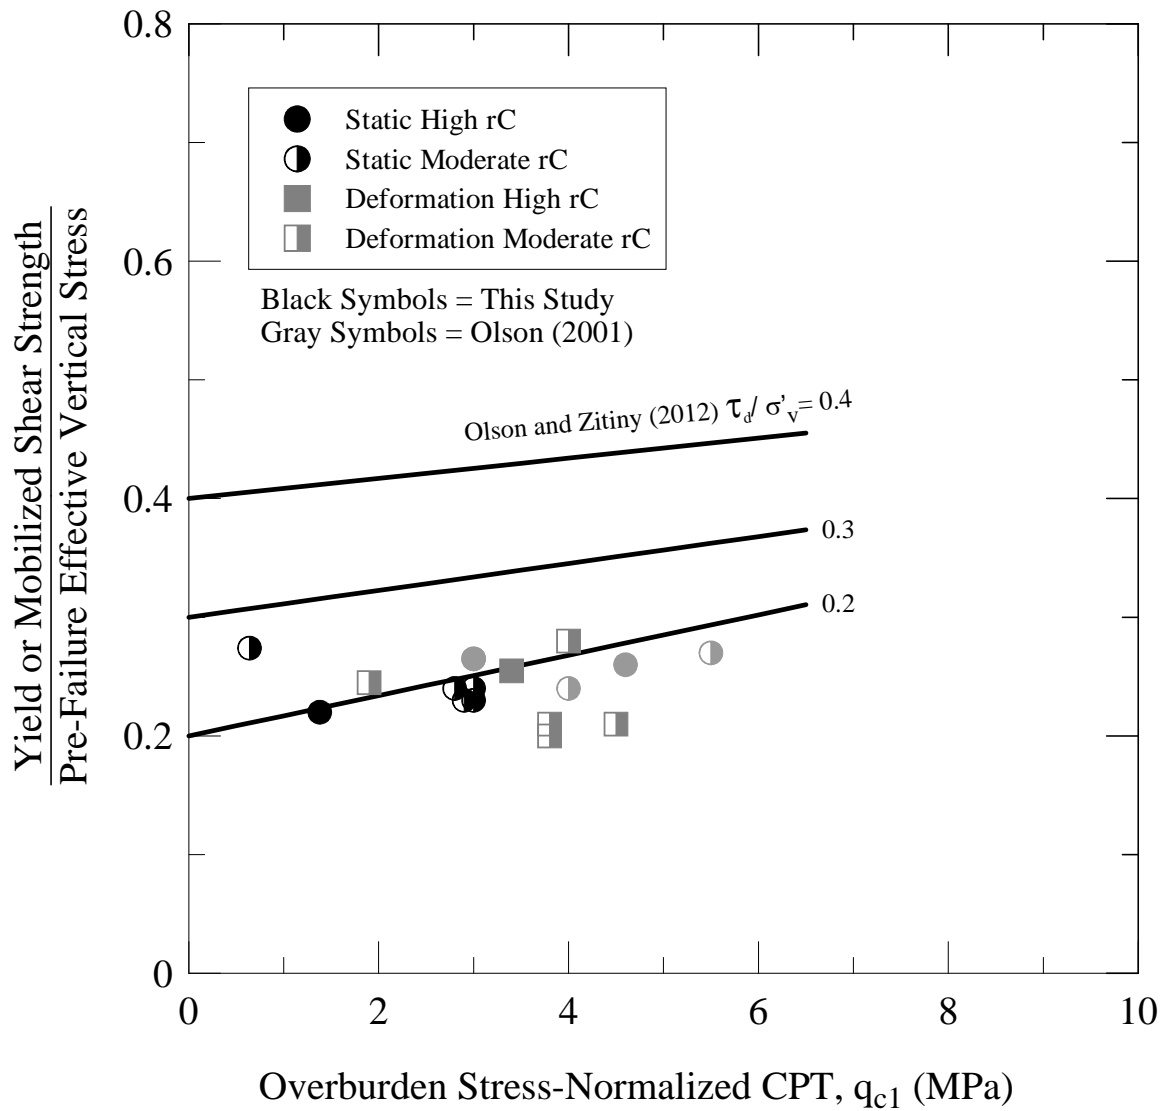 0.8
0.6
0.4
0.2
0
Yield or Mobilized Shear Strength
Pre-Failure Effective Vertical Stress
Static High rC
Static Moderate rC
Deformation High rC
Deformation Moderate rC
Black Symbols = This Study
Gray Symbols = Olson (2001)
Olson and Zitiny (2012) τd/ σ'v= 0.4
0.3
0.2
0 2 4 6 8 10
Overburden Stress-Normalized CPT, qc1 (MPa)